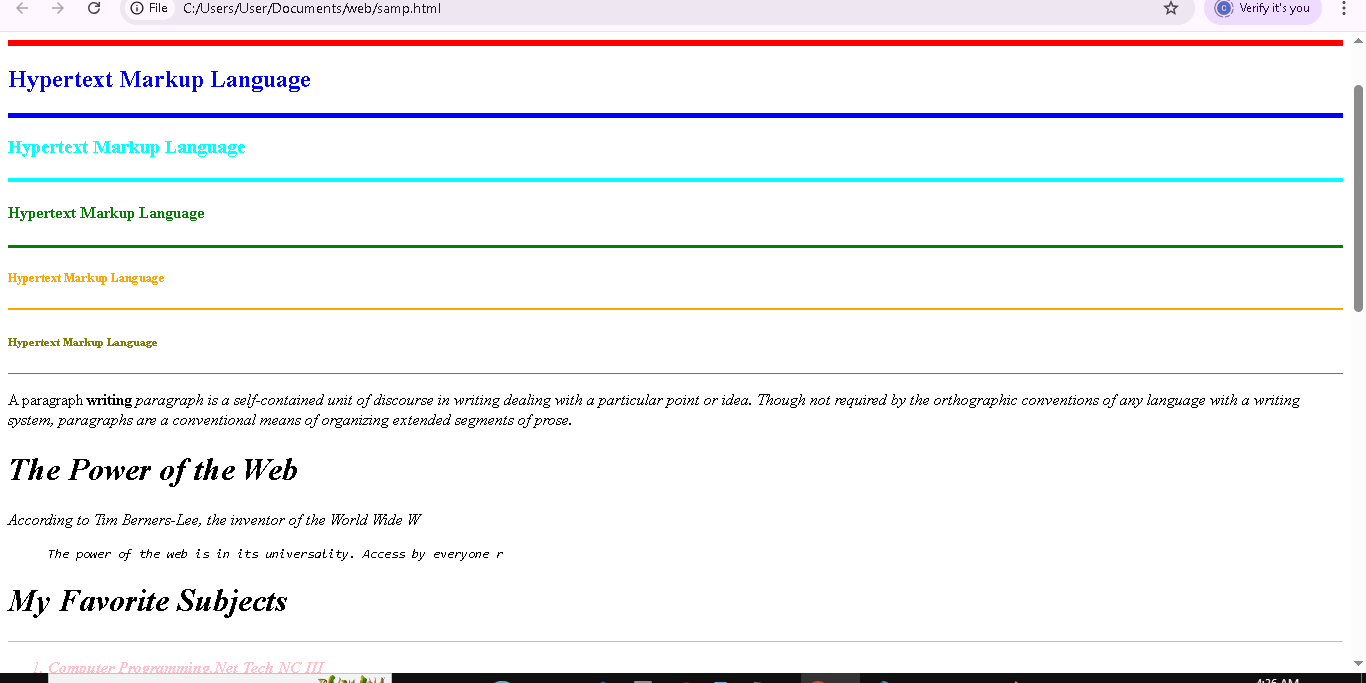 File C:/Users/User/Documents/web/samp.html Verify it's you
Hypertext Markup Language
Hypertext Markup Language
Hypertext Markup Language
Hypertext Markup Language
Hypertext Markup Language
A paragraph writing paragraph is a self-contained unit of discourse in writing dealing with a particular point or idea. Though not required by the orthographic conventions of any language with a writing
system, paragraphs are a conventional means of organizing extended segments of prose.
The Power of the Web
According to Tim Berners-Lee, the inventor of the World Wide W
The power of the web is in its universality. Access by everyone r
My Favorite Subjects
1. Computer Programming.Net Tech NC III
4:26 AM